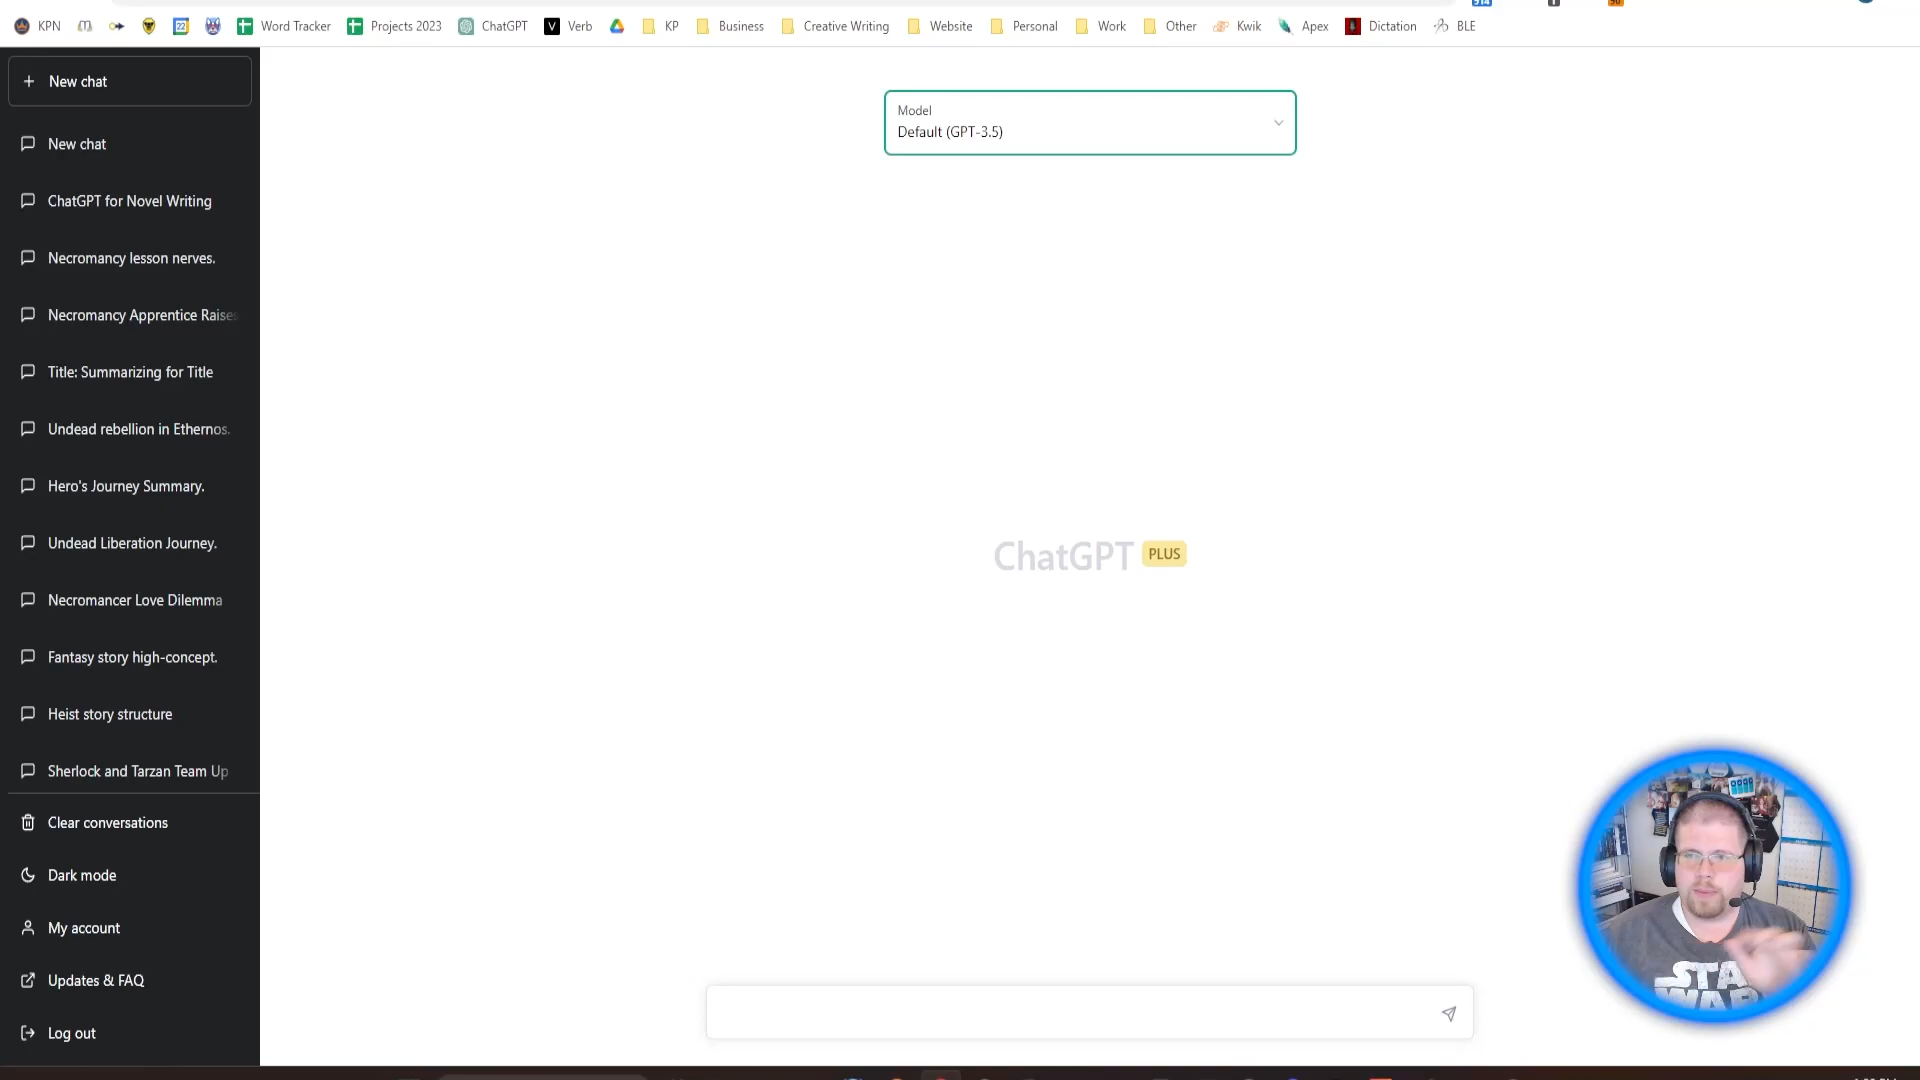 KPN
Word Tracker
Projects 2023
ChatGPT
Verb
KP
Business
Creative Writing
Website
Personal
Work
Other
Kwik
Apex
Dictation
BLE
22
New chat
New chat
ChatGPT for Novel Writing
Necromancy lesson nerves.
Necromancy Apprentice Raises
Title: Summarizing for Title
Undead rebellion in Ethernos.
Hero's Journey Summary.
Undead Liberation Journey.
Necromancer Love Dilemma
Fantasy story high-concept.
Heist story structure
Sherlock and Tarzan Team Up
Clear conversations
Dark mode
My account
Updates & FAQ
Log out
Model
Default (GPT-3.5)
ChatGPT PLUS
STA
WAR